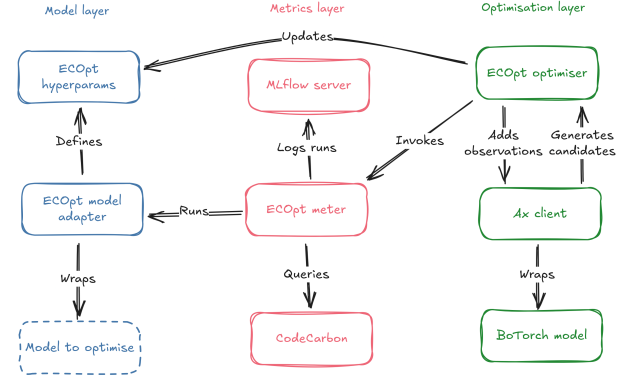 Model layer
Metrics layer
Optimisation layer
Updates
ECOpt
hyperparams
MLflow server
ECOpt optimiser
Defines
Logs runs
Invokes
Adds
observations
Generates
candidates
ECOpt model
adapter
Runs
ECOpt meter
Ax client
Wraps
Queries
Wraps
Model to optimise
CodeCarbon
BoTorch model